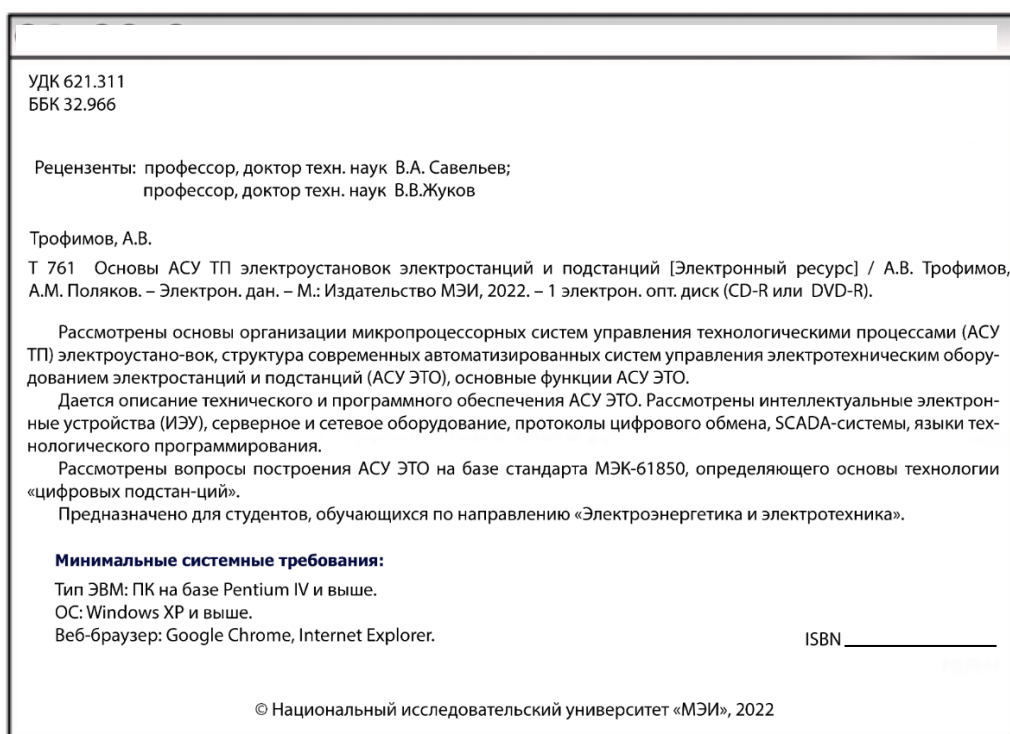 УДК 621.311
ББК 32.966
Рецензенты: профессор, доктор техн. наук В.А. Савельев;
профессор, доктор техн. наук В.В.Жуков
Трофимов, А.В.
Т 761 Основы АСУ ТП электроустановок электростанций и подстанций [Электронный ресурс] / А.В. Трофимов,
А.М. Поляков. – Электрон. дан. – М.: Издательство МЭИ, 2022. – 1 электрон. опт. диск (CD-R или DVD-R).
Рассмотрены основы организации микропроцессорных систем управления технологическими процессами (АСУ
ТП) электроустано-вок, структура современных автоматизированных систем управления электротехническим обору-
дованием электростанций и подстанций (АСУ ЭТО), основные функции АСУ ЭТО.
Дается описание технического и программного обеспечения АСУ ЭТО. Рассмотрены интеллектуальные электрон-
ные устройства (ИЭУ), серверное и сетевое оборудование, протоколы цифрового обмена, SCADA-системы, языки тех-
нологического программирования.
Рассмотрены вопросы построения АСУ ЭТО на базе стандарта МЭК-61850, определяющего основы технологии
«цифровых подстан-ций».
Предназначено для студентов, обучающихся по направлению «Электроэнергетика и электротехника».
Минимальные системные требования:
Тип ЭВМ: ПК на базе Pentium IV и выше.
ОС: Windows XP и выше.
Веб-браузер: Google Chrome, Internet Explorer.
ISBN
© Национальный исследовательский университет «МЭИ», 2022